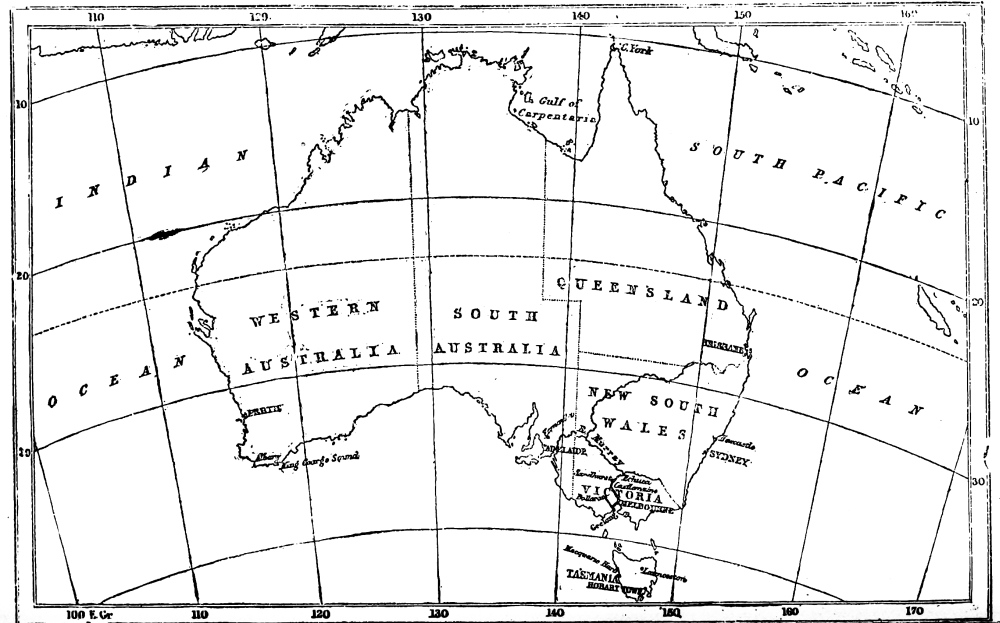 110 120 130 140 150 160
C. York
Gulf of
Carpentaria
10
10
INDIAN
SOUTH PACIFIC
20
20
QUEENSLAND
WESTERN
SOUTH
AUSTRALIA
AUSTRALIA
BRISBANE
OCEAN
OCEAN
NEW SOUTH
WALES
PERTH
Murray
Newcastle
ADELAIDE
SYDNEY
Albany
King George Sound
30
Sandhurst
Echuca
Castlemaine
VICTORIA
Ballarat
MELBOURNE
Geelong
Macquarie Harb
Launceston
TASMANIA
HOBART TOWN
100 E. Gr 110 120 130 140 150 160 170